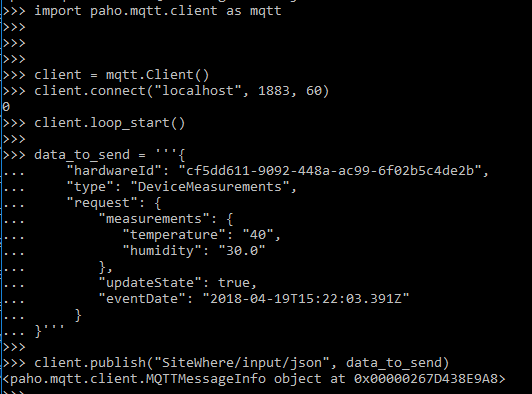 >>> import paho.mqtt.client as mqtt
>>>
>>>
>>>
>>> client = mqtt.Client()
>>> client.connect("localhost", 1883, 60)
0
>>> client.loop_start()
>>>
>>> data_to_send = '''{
...     "hardwareId": "cf5dd611-9092-448a-ac99-6f02b5c4de2b",
...     "type": "DeviceMeasurements",
...     "request": {
...         "measurements": {
...            "temperature": "40",
...            "humidity": "30.0"
...         },
...         "updateState": true,
...         "eventDate": "2018-04-19T15:22:03.391Z"
...      }
... }'''
>>>
>>> client.publish("SiteWhere/input/json", data_to_send)
<paho.mqtt.client.MQTTMessageInfo object at 0x00000267D438E9A8>
>>>